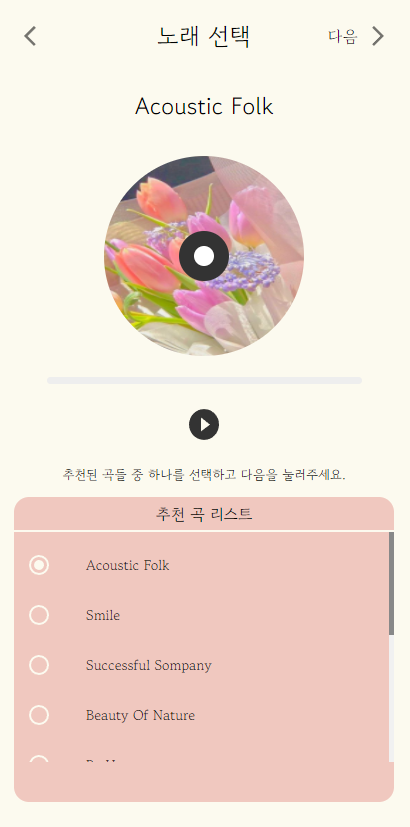 노래 선택
다음
Acoustic Folk
추천된 곡들 중 하나를 선택하고 다음을 눌러주세요.
추천 곡 리스트
Acoustic Folk
Smile
Successful Sompany
Beauty Of Nature